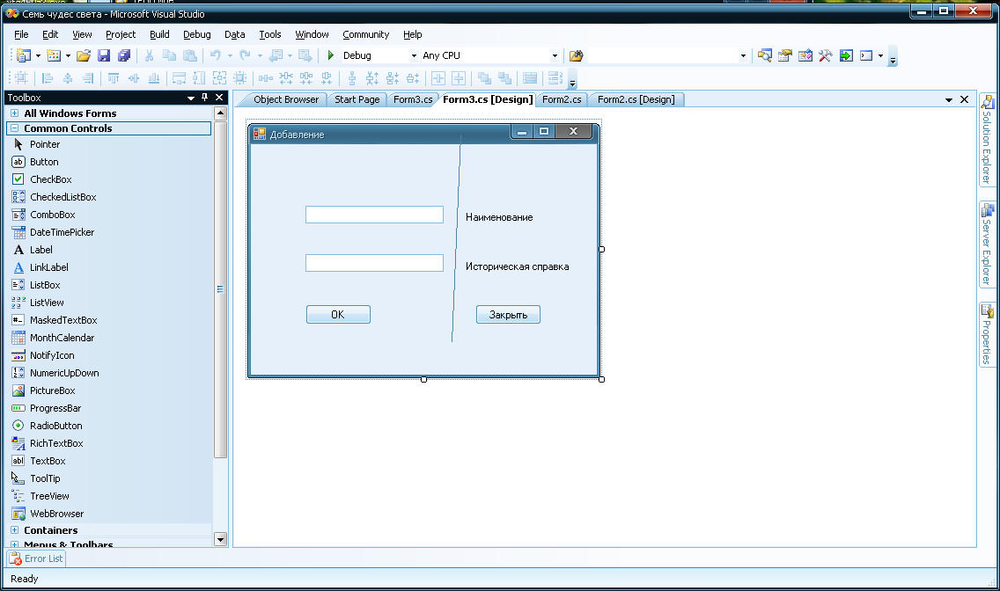 Семь чудес света - Microsoft Visual Studio
File Edit View Project Build Debug Data Tools Window Community Help
Debug Any CPU
Toolbox
Object Browser Start Page Form3.cs Form3.cs [Design] Form2.cs Form2.cs [Design]
All Windows Forms
Common Controls
Pointer
Button
CheckBox
CheckedListBox
ComboBox
DateTimePicker
Label
LinkLabel
ListBox
ListView
MaskedTextBox
MonthCalendar
NotifyIcon
NumericUpDown
PictureBox
ProgressBar
RadioButton
RichTextBox
TextBox
ToolTip
TreeView
WebBrowser
Containers
Menus & Toolbars
Добавление
Наименование
Историческая справка
OK
Закрыть
Solution Explorer
Server Explorer
Properties
Error List
Ready